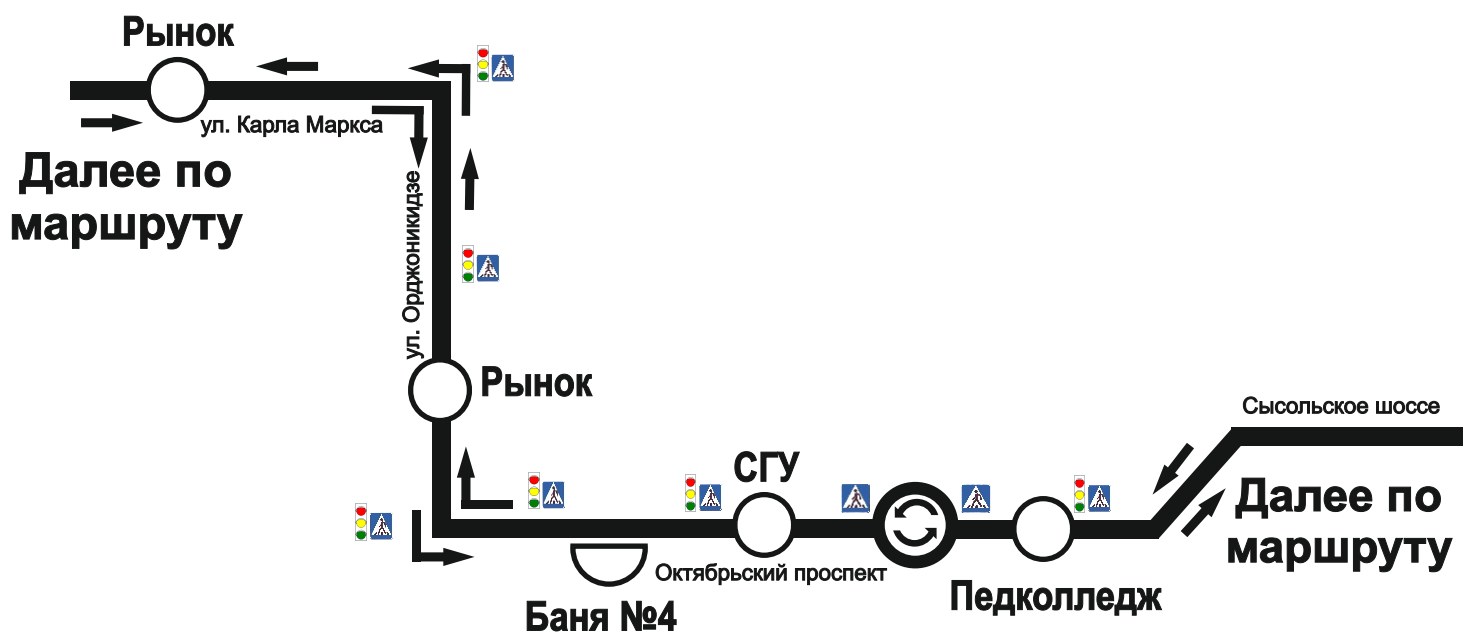 Рынок
ул. Карла Маркса
Далее по
маршруту
ул. Орджоникидзе
Рынок
Сысольское шоссе
СГУ
Далее по
маршруту
Октябрьский проспект
Педколледж
Баня №4